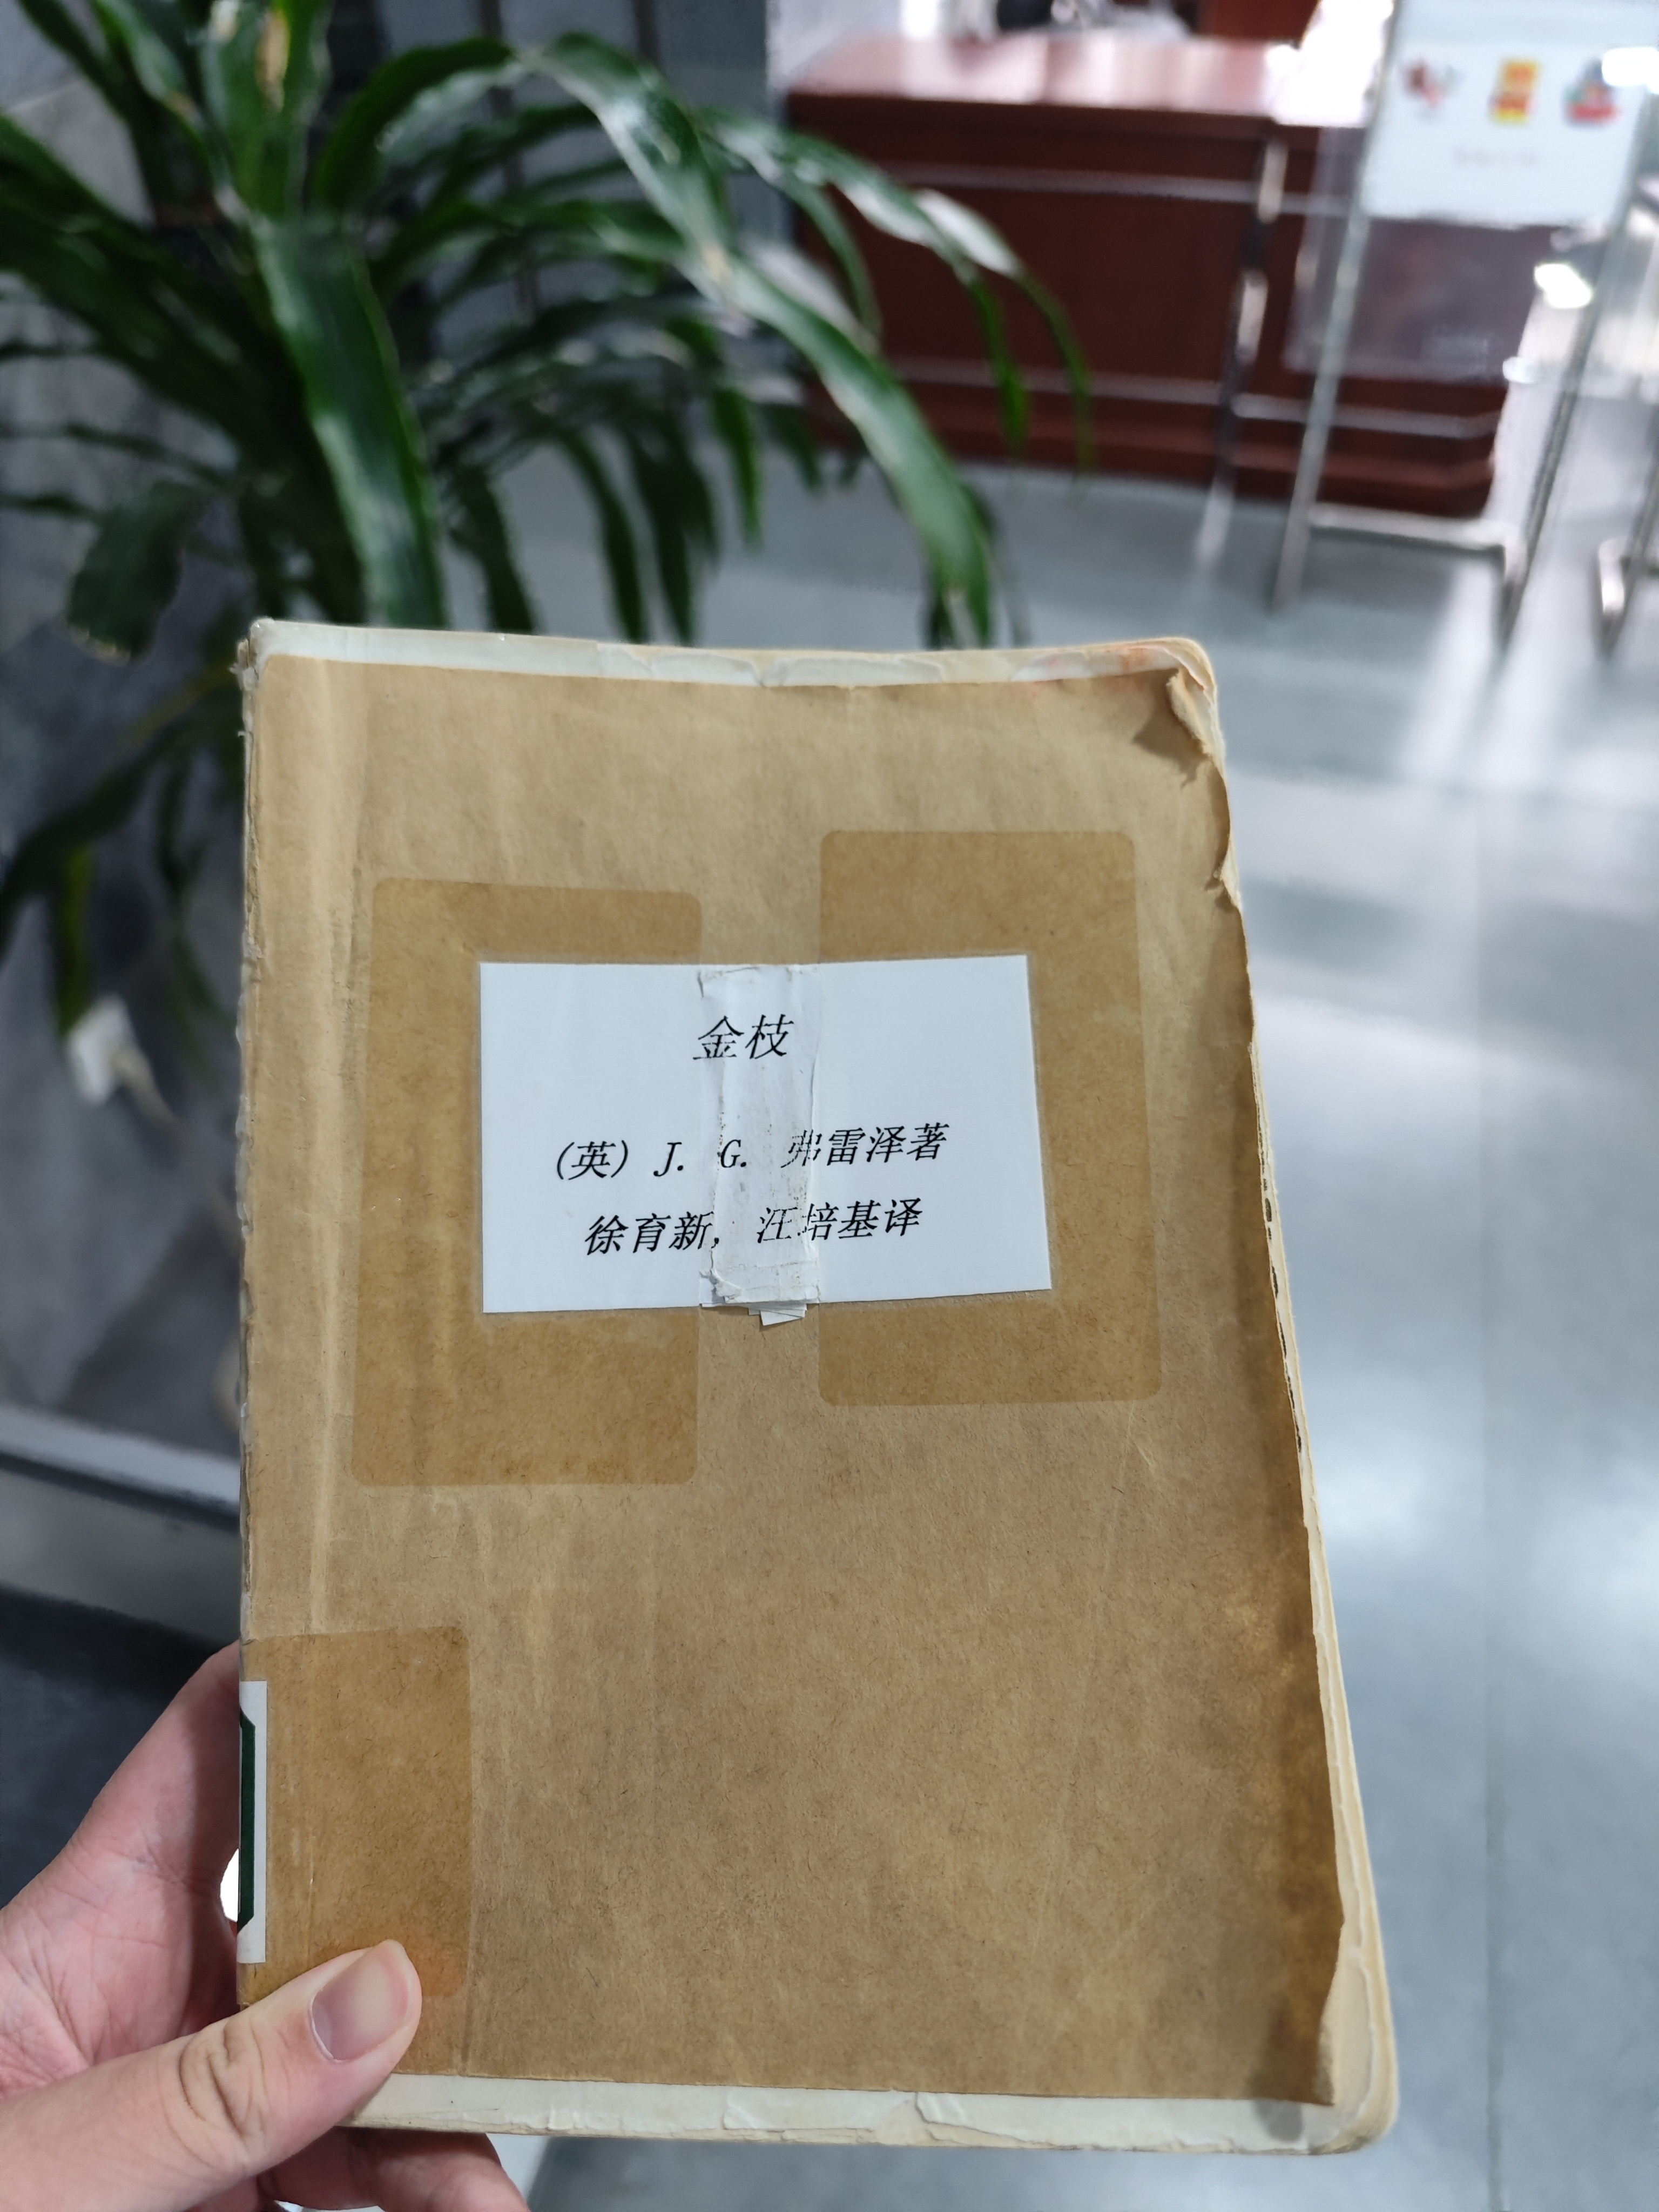 金枝
（英）J. G. 弗雷泽著
徐育新，汪培基译